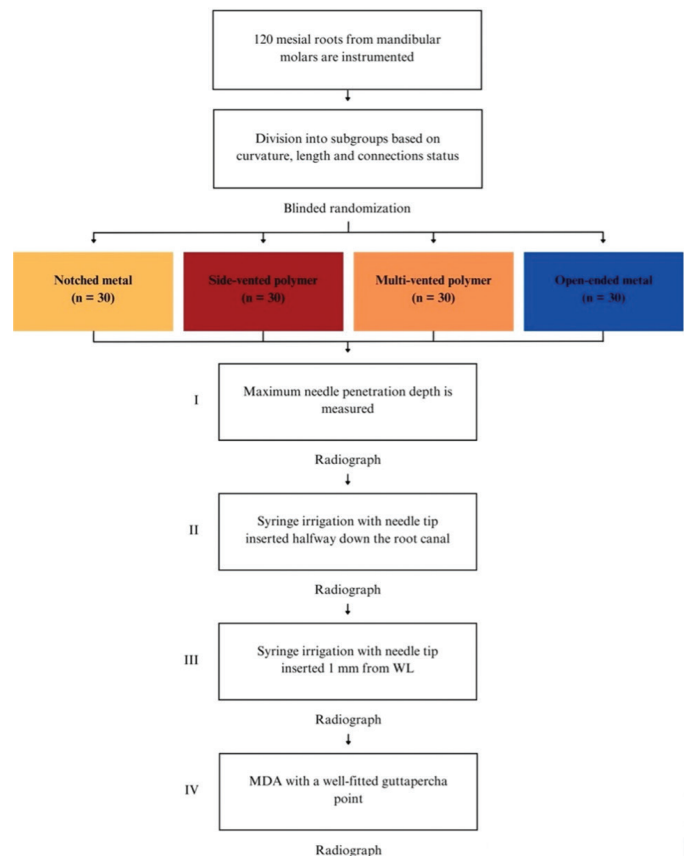 120 mesial roots from mandibular
molars are instrumented
Division into subgroups based on
curvature, length and connections status
Blinded randomization
Notched metal
(n = 30)
Side-vented polymer
(n = 30)
Multi-vented polymer
(n = 30)
Open-ended metal
(n = 30)
I
Maximum needle penetration depth is
measured
Radiograph
II
Syringe irrigation with needle tip
inserted halfway down the root canal
Radiograph
III
Syringe irrigation with needle tip
inserted 1 mm from WL
Radiograph
IV
MDA with a well-fitted guttapercha
point
Radiograph